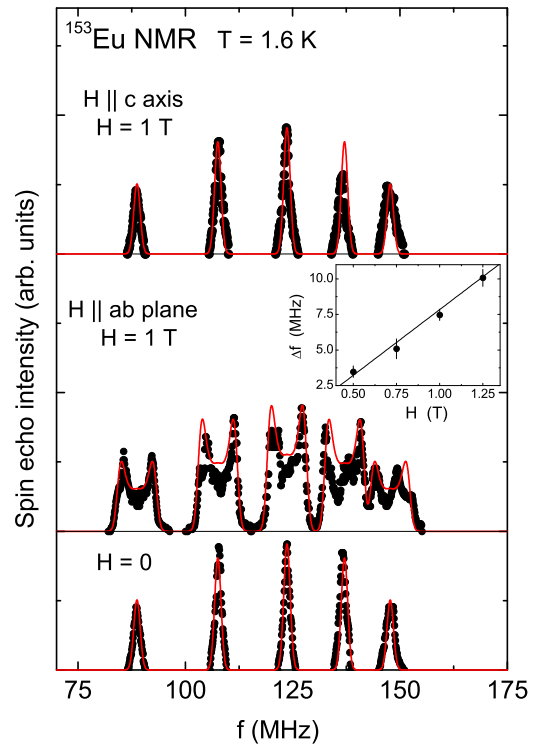 ¹⁵³Eu NMR T = 1.6 K
H || c axis
H = 1 T
H || ab plane
H = 1 T
10.0
7.5
5.0
2.5
Δf (MHz)
0.50 0.75 1.00 1.25
H (T)
H = 0
Spin echo intensity (arb. units)
75 100 125 150 175
f (MHz)